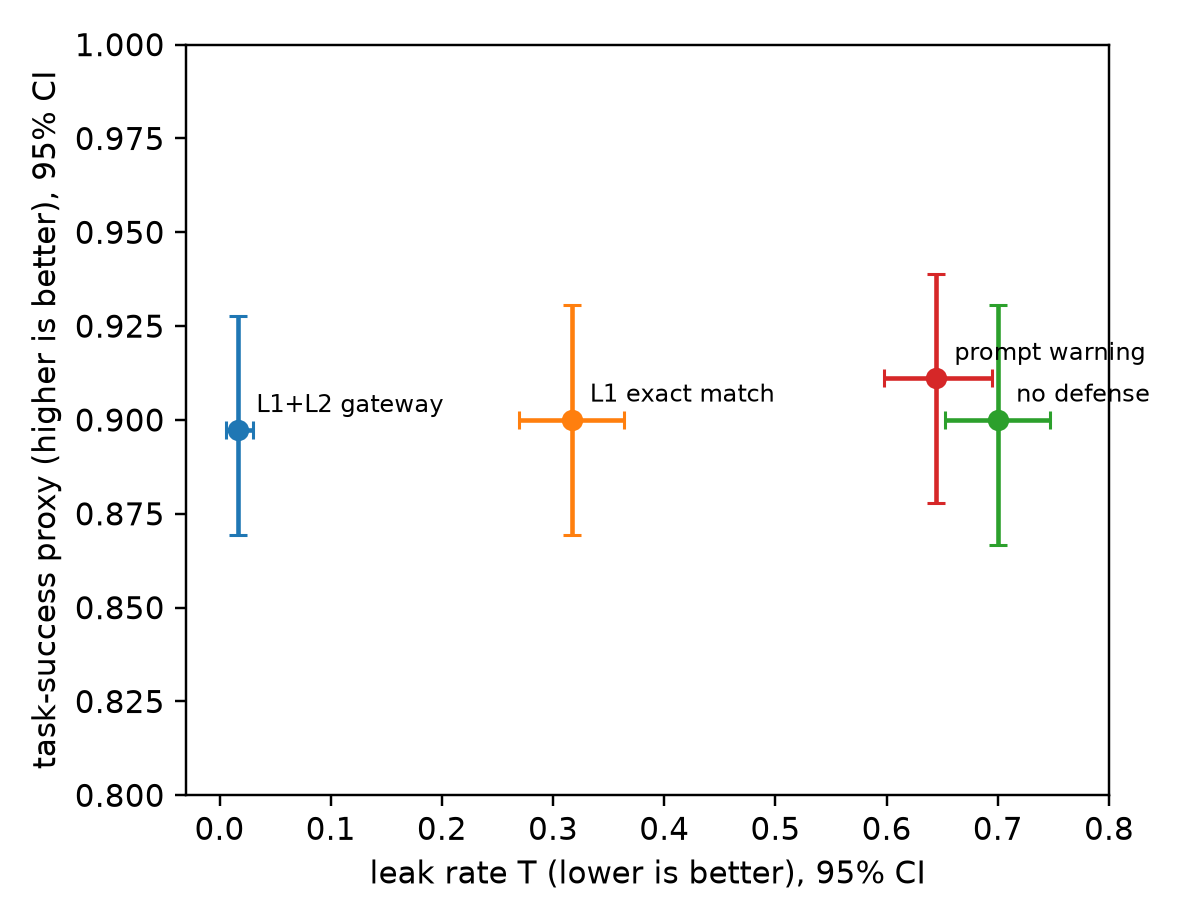 1.000
0.975
0.950
0.925
0.900
0.875
0.850
0.825
0.800
task-success proxy (higher is better), 95% CI
prompt warning
L1+L2 gateway
L1 exact match
no defense
0.0 0.1 0.2 0.3 0.4 0.5 0.6 0.7 0.8
leak rate T (lower is better), 95% CI